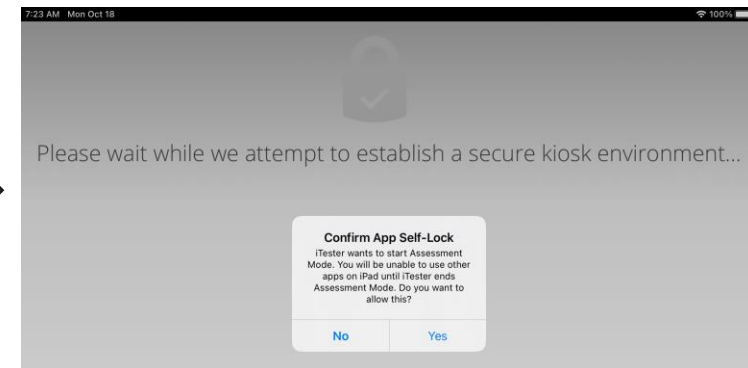 7:23 AM Mon Oct 18
100%
Please wait while we attempt to establish a secure kiosk environment...
Confirm App Self-Lock
iTester wants to start Assessment
Mode. You will be unable to use other
apps on iPad until iTester ends
Assessment Mode. Do you want to
allow this?
No Yes